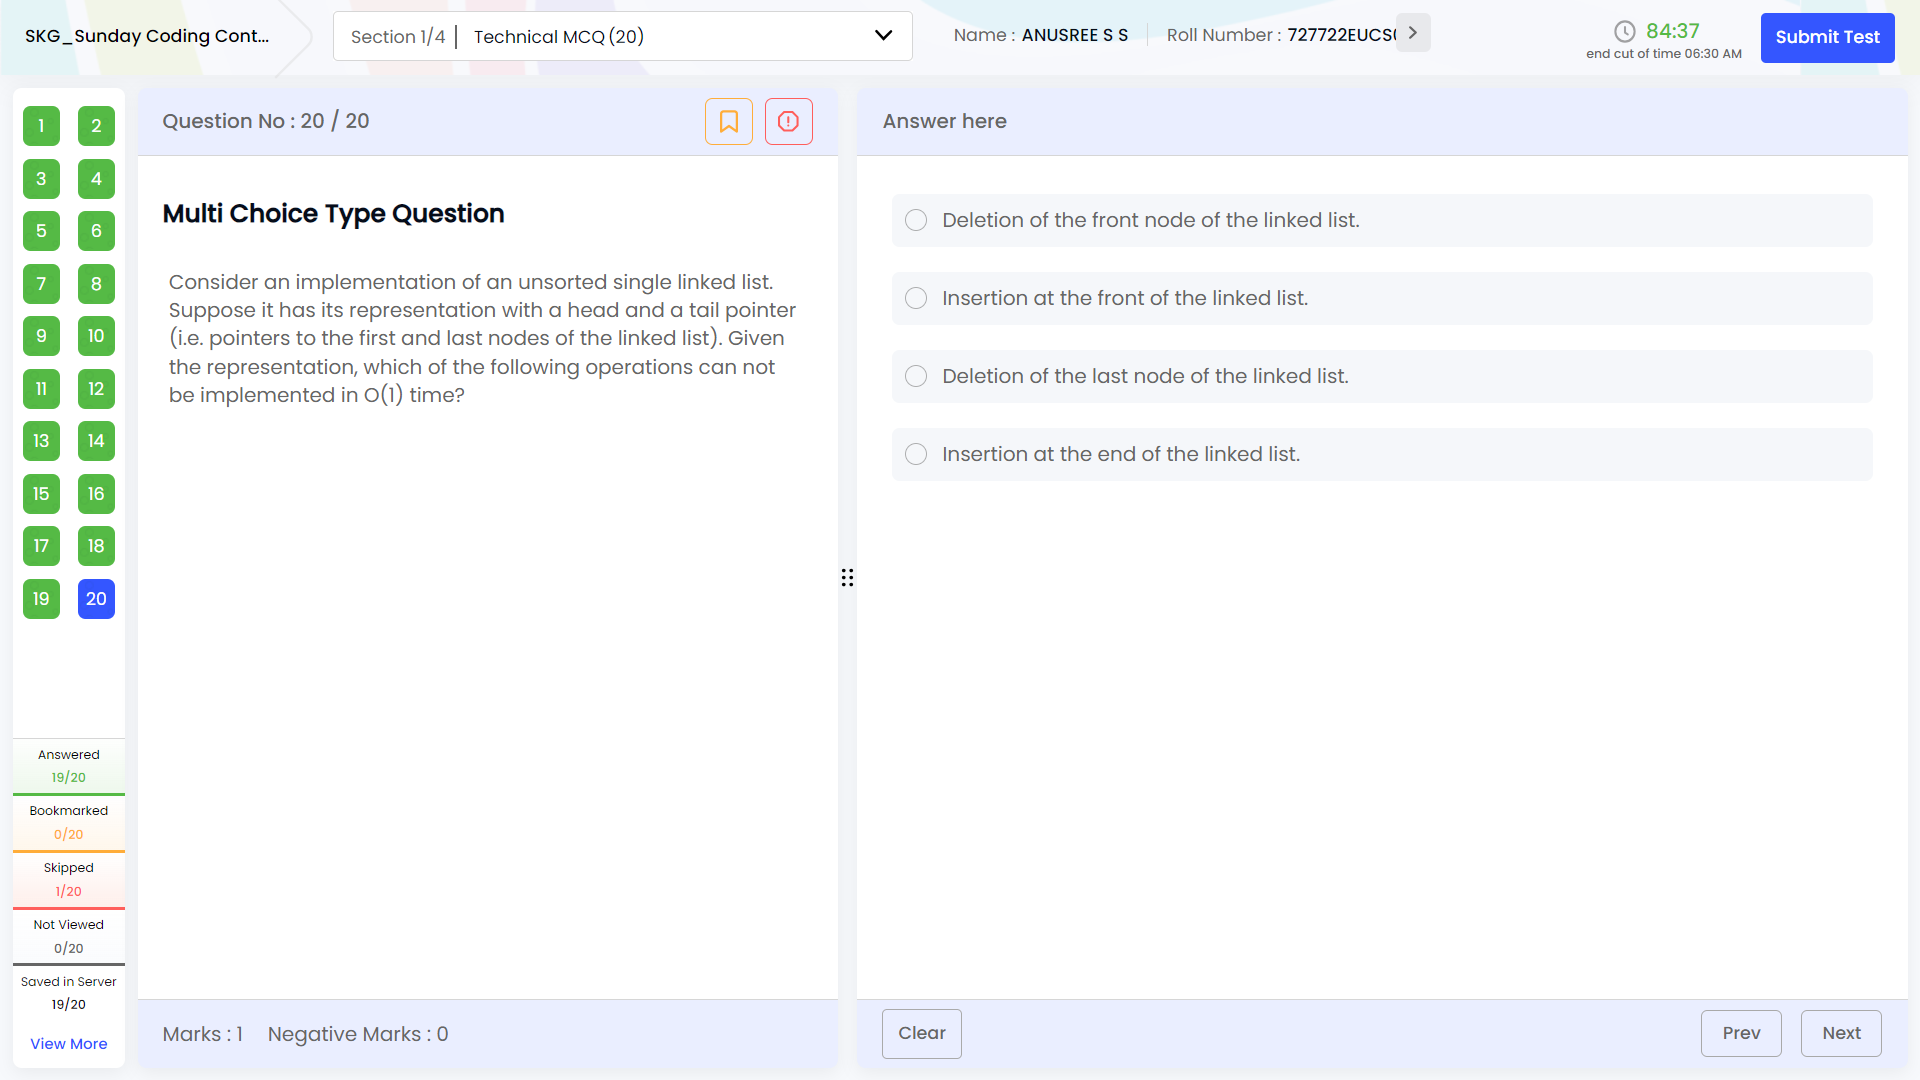 SKG_Sunday Coding Cont...
Section 1/4 | Technical MCQ (20)
Name : ANUSREE S S
Roll Number : 727722EUCS
84:37
end cut of time 06:30 AM
Submit Test
1 2
3 4
5 6
7 8
9 10
11 12
13 14
15 16
17 18
19 20
Answered
19/20
Bookmarked
0/20
Skipped
1/20
Not Viewed
0/20
Saved in Server
19/20
View More
Question No : 20 / 20
Multi Choice Type Question
Consider an implementation of an unsorted single linked list.
Suppose it has its representation with a head and a tail pointer
(i.e. pointers to the first and last nodes of the linked list). Given
the representation, which of the following operations can not
be implemented in O(1) time?
Marks : 1 Negative Marks : 0
Answer here
Deletion of the front node of the linked list.
Insertion at the front of the linked list.
Deletion of the last node of the linked list.
Insertion at the end of the linked list.
Clear
Prev
Next